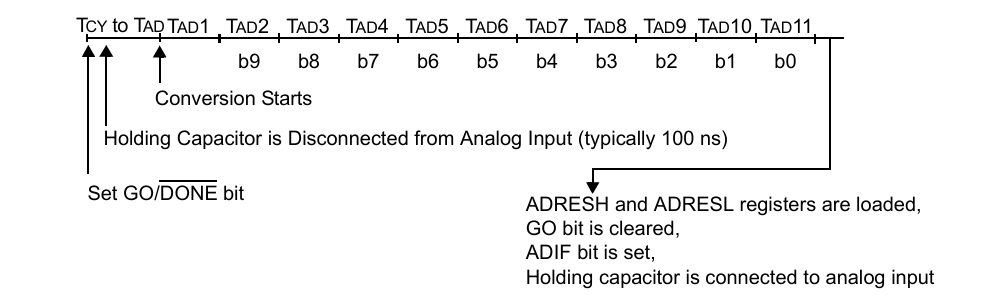 TCY to TAD TAD1 TAD2 TAD3 TAD4 TAD5 TAD6 TAD7 TAD8 TAD9 TAD10 TAD11
b9 b8 b7 b6 b5 b4 b3 b2 b1 b0
Conversion Starts
Holding Capacitor is Disconnected from Analog Input (typically 100 ns)
Set GO/DONE bit
ADRESH and ADRESL registers are loaded,
GO bit is cleared,
ADIF bit is set,
Holding capacitor is connected to analog input